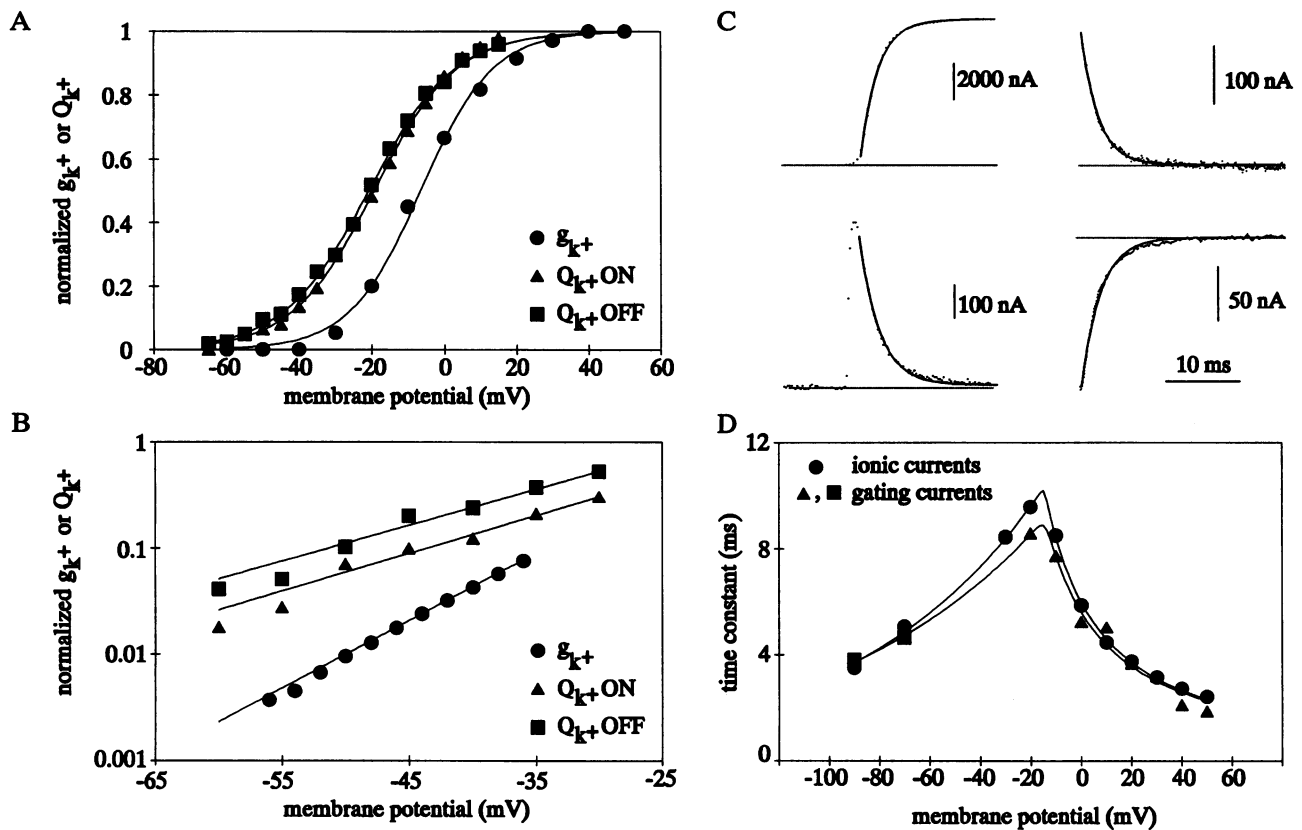 A
normalized gk+ or Qk+
1
0.8
0.6
0.4
0.2
0
gk+
Qk+ON
Qk+OFF
-80 -60 -40 -20 0 20 40 60
membrane potential (mV)
B
normalized gk+ or Qk+
1
0.1
0.01
0.001
gk+
Qk+ON
Qk+OFF
-65 -55 -45 -35 -25
membrane potential (mV)
C
2000 nA
100 nA
100 nA
50 nA
10 ms
D
time constant (ms)
12
8
4
0
ionic currents
, gating currents
-100 -80 -60 -40 -20 0 20 40 60
membrane potential (mV)